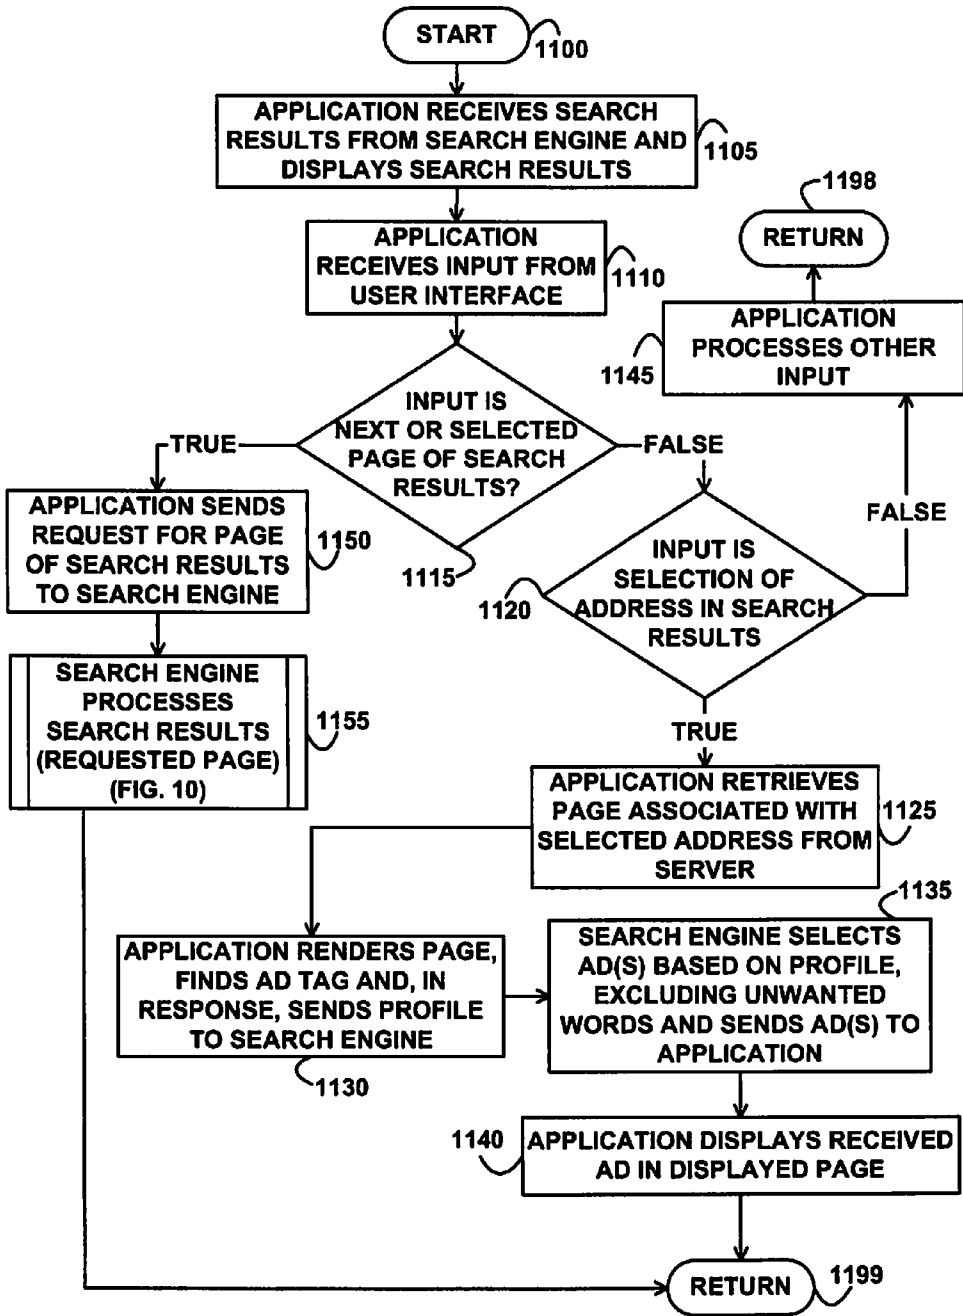 START
1100
APPLICATION RECEIVES SEARCH
RESULTS FROM SEARCH ENGINE AND
DISPLAYS SEARCH RESULTS
1105
APPLICATION
RECEIVES INPUT FROM
USER INTERFACE
1110
1198
RETURN
APPLICATION
PROCESSES OTHER
INPUT
1145
INPUT IS
NEXT OR SELECTED
PAGE OF SEARCH
RESULTS?
1115
TRUE
FALSE
APPLICATION SENDS
REQUEST FOR PAGE
OF SEARCH RESULTS
TO SEARCH ENGINE
1150
INPUT IS
SELECTION OF
ADDRESS IN SEARCH
RESULTS
1120
FALSE
TRUE
SEARCH ENGINE
PROCESSES
SEARCH RESULTS
(REQUESTED PAGE)
(FIG. 10)
1155
APPLICATION RETRIEVES
PAGE ASSOCIATED WITH
SELECTED ADDRESS FROM
SERVER
1125
APPLICATION RENDERS PAGE,
FINDS AD TAG AND, IN
RESPONSE, SENDS PROFILE
TO SEARCH ENGINE
1130
1135
SEARCH ENGINE SELECTS
AD(S) BASED ON PROFILE,
EXCLUDING UNWANTED
WORDS AND SENDS AD(S) TO
APPLICATION
1140
APPLICATION DISPLAYS RECEIVED
AD IN DISPLAYED PAGE
RETURN
1199